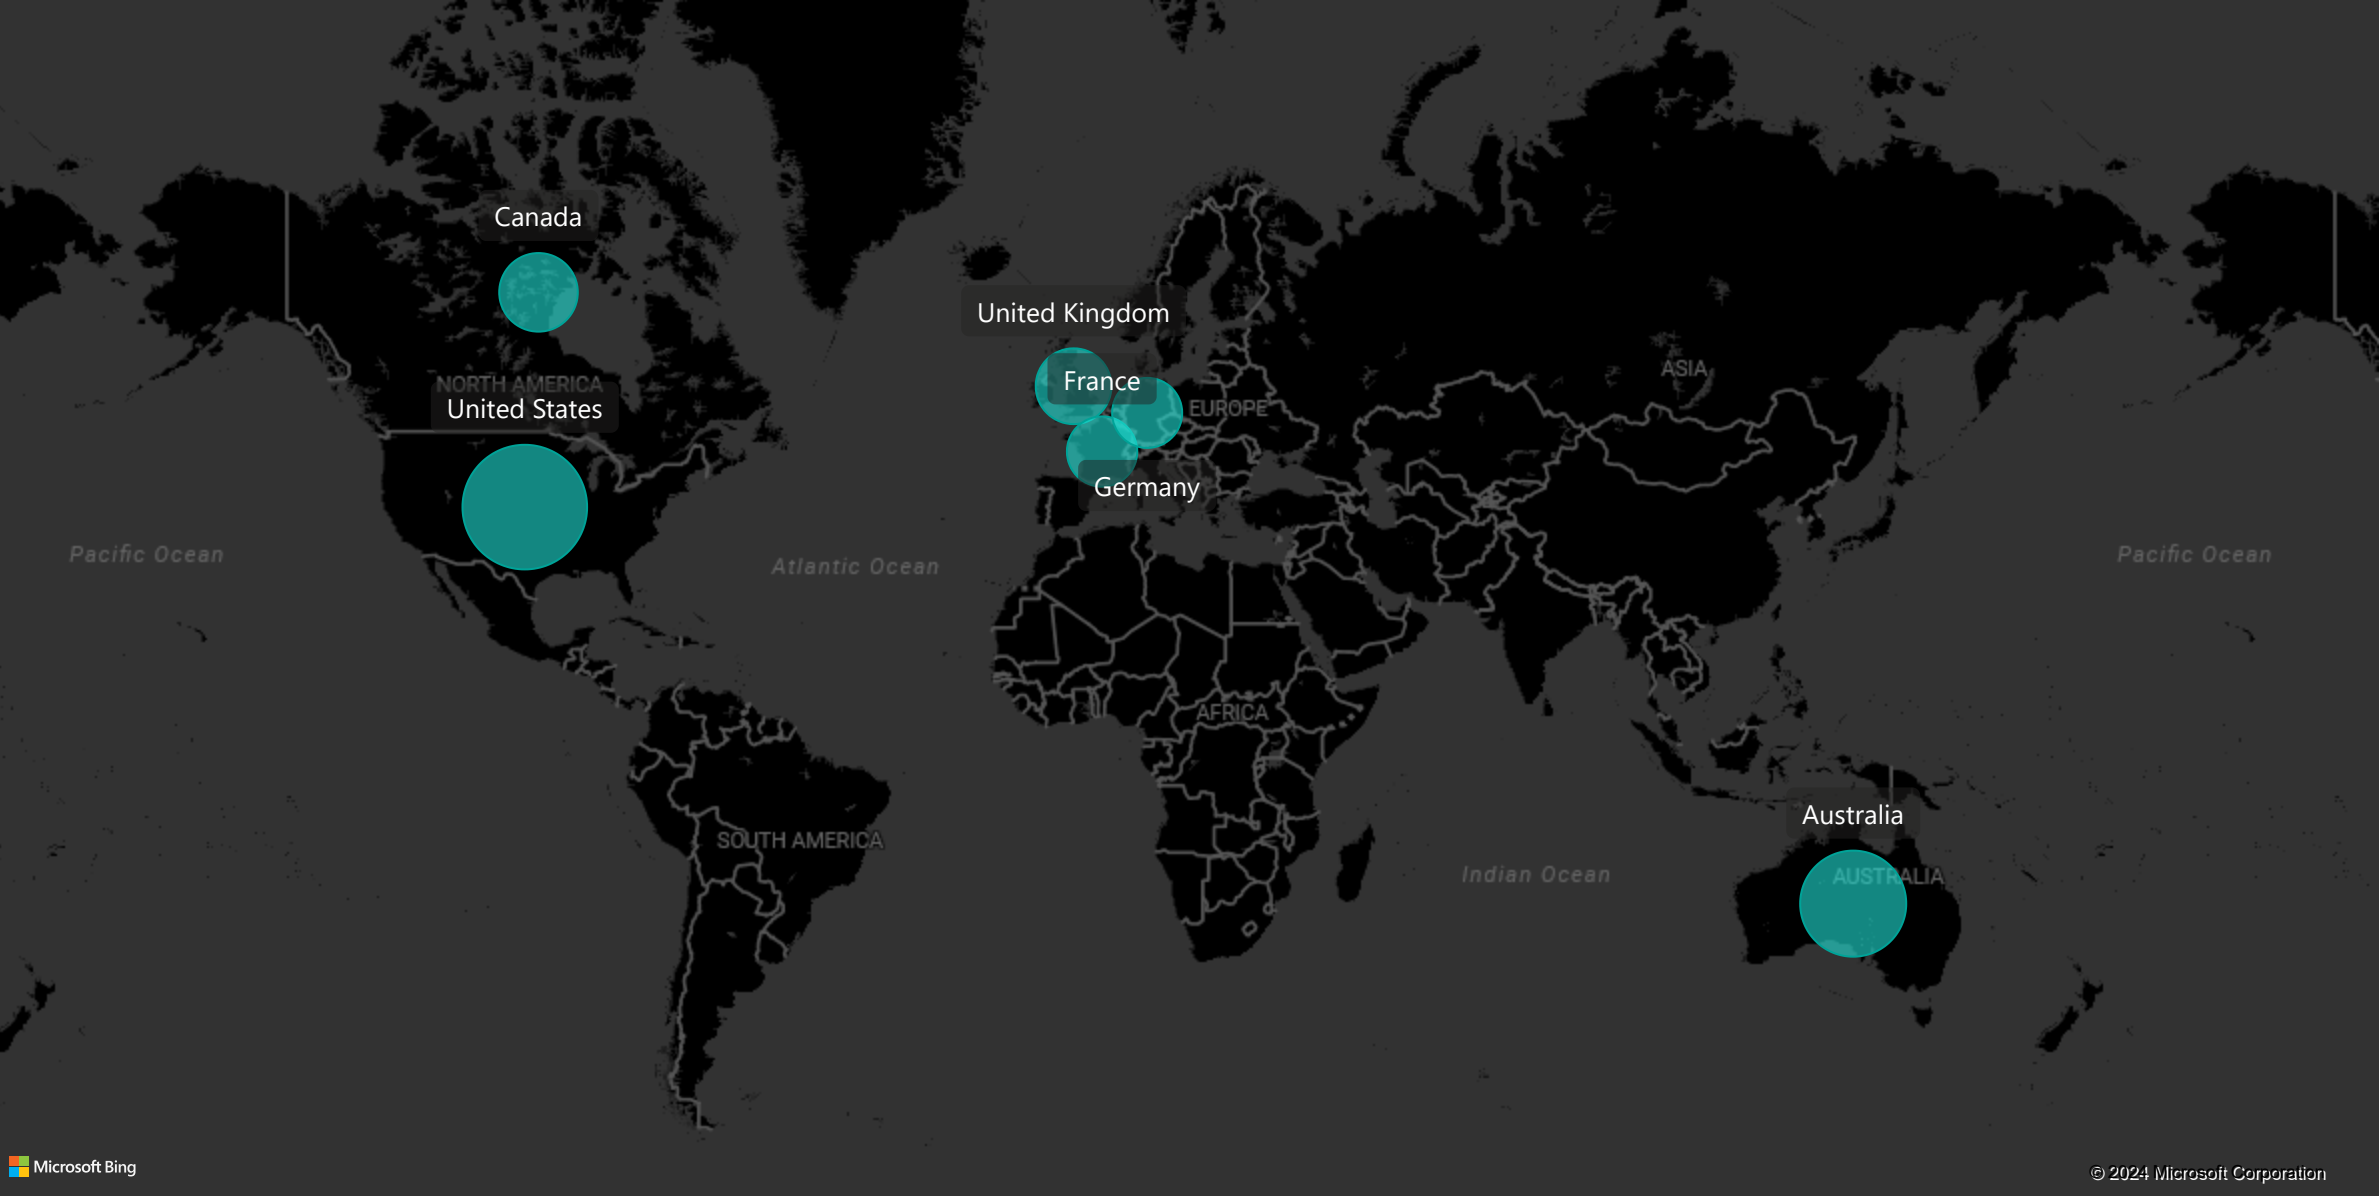 Canada
United Kingdom
ASIA
France
NORTH AMERICA
EUROPE
United States
Germany
Pacific Ocean
Atlantic Ocean
Pacific Ocean
AFRICA
Australia
SOUTH AMERICA
Indian Ocean
AUSTRALIA
Microsoft Bing
© 2024 Microsoft Corporation